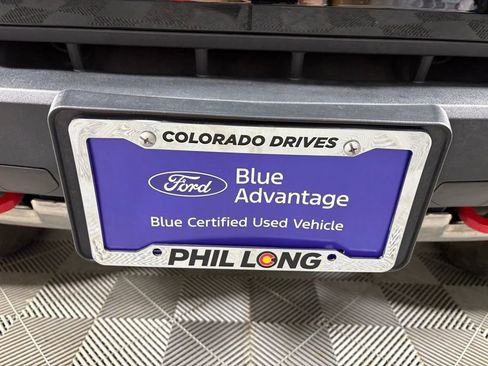 COLORADO DRIVES
Ford
Blue
Advantage
Blue Certified Used Vehicle
PHIL LONG